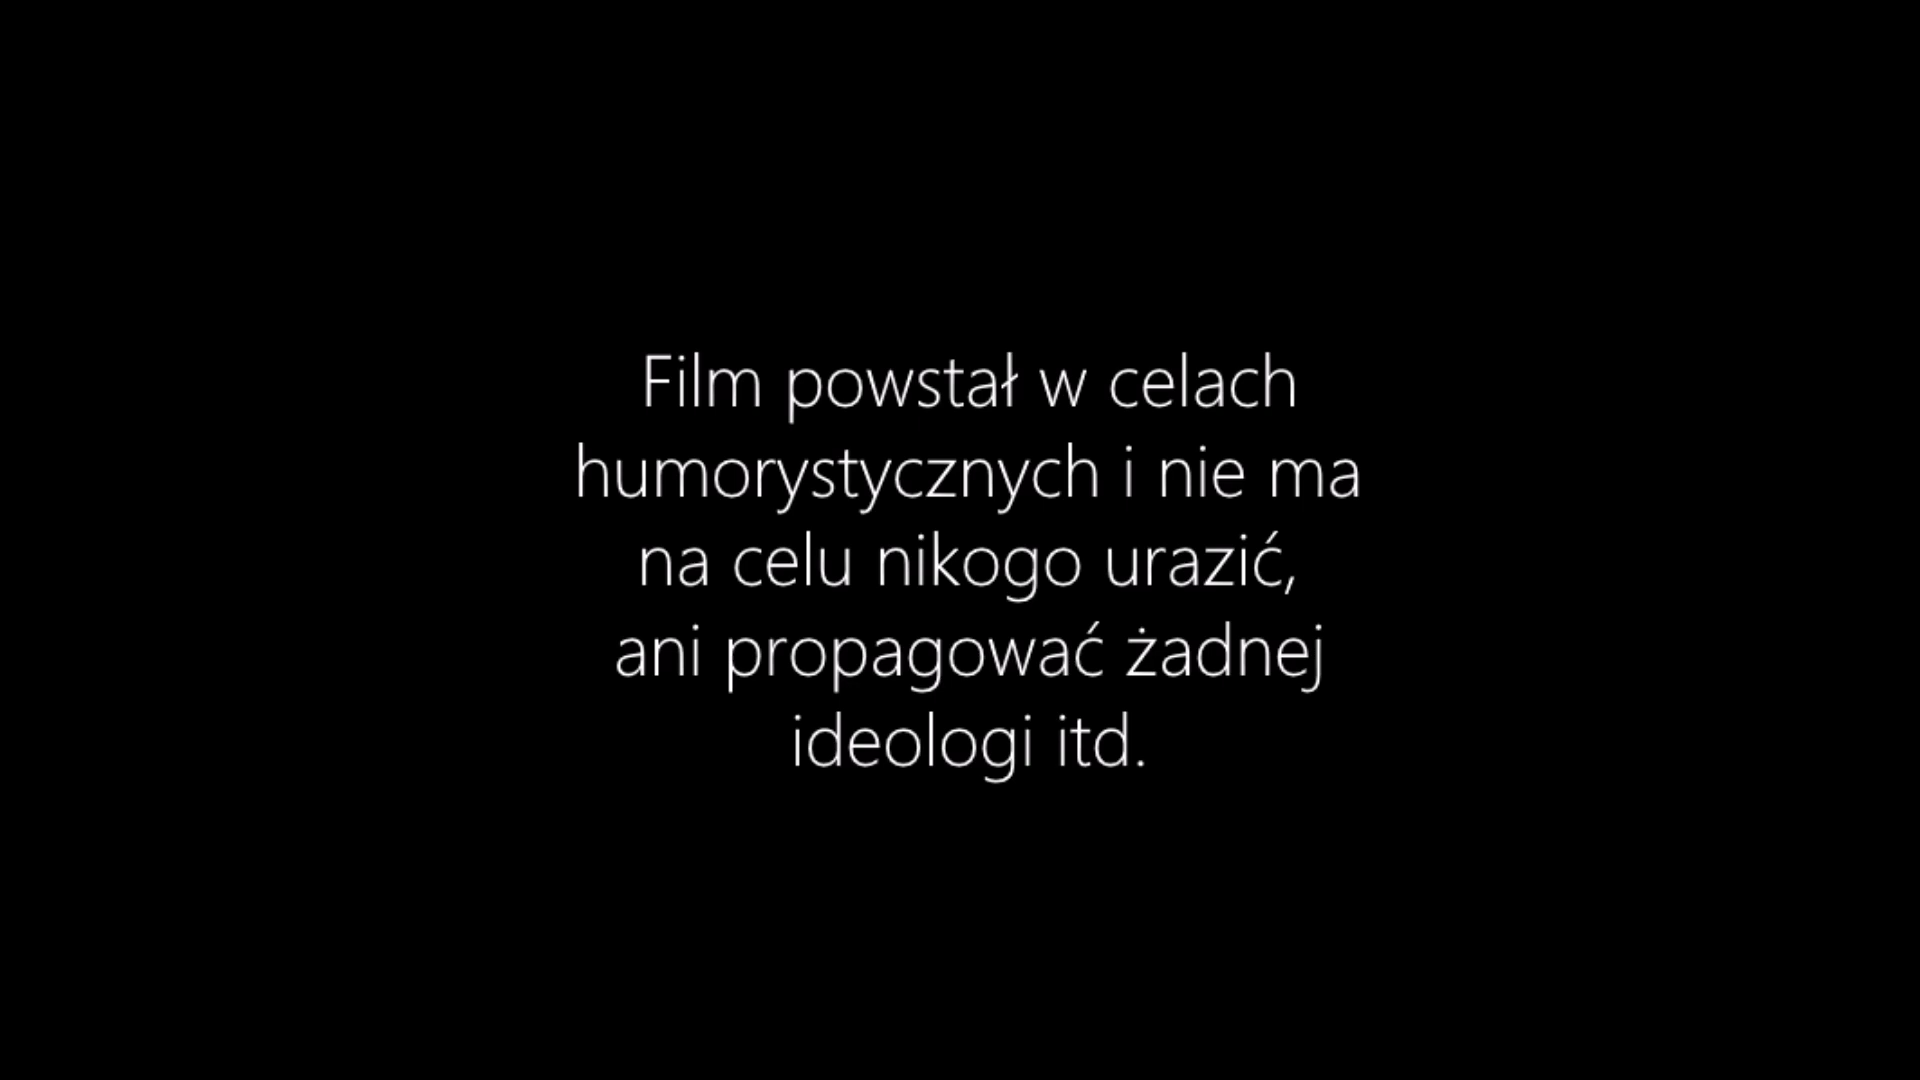 Film powstał w celach
humorystycznych i nie ma
na celu nikogo urazić,
ani propagować żadnej
ideologi itd.